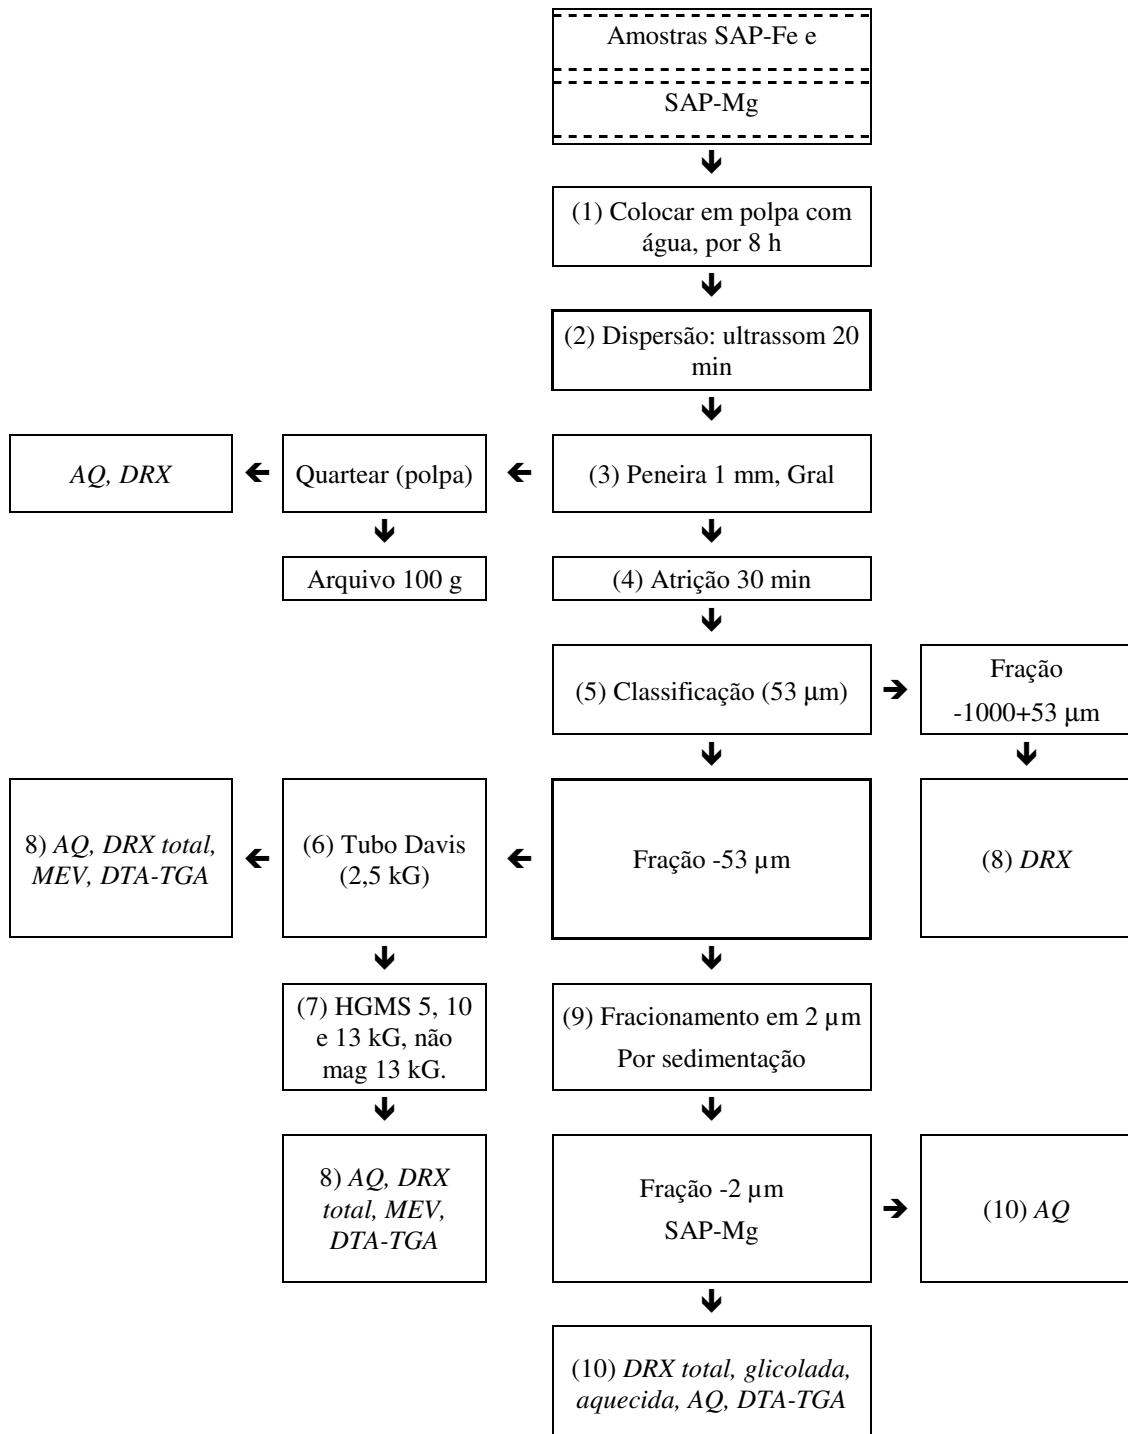 Amostras SAP-Fe e
SAP-Mg
(1) Colocar em polpa com
água, por 8 h
(2) Dispersão: ultrassom 20
min
AQ, DRX
Quartear (polpa)
(3) Peneira 1 mm, Gral
Arquivo 100 g
(4) Atrição 30 min
(5) Classificação (53 µm)
Fração
-1000+53 µm
8) AQ, DRX total,
MEV, DTA-TGA
(6) Tubo Davis
(2,5 kG)
Fração -53 µm
(8) DRX
(7) HGMS 5, 10
e 13 kG, não
mag 13 kG.
(9) Fracionamento em 2 µm
Por sedimentação
8) AQ, DRX
total, MEV,
DTA-TGA
Fração -2 µm
SAP-Mg
(10) AQ
(10) DRX total, glicolada,
aquecida, AQ, DTA-TGA